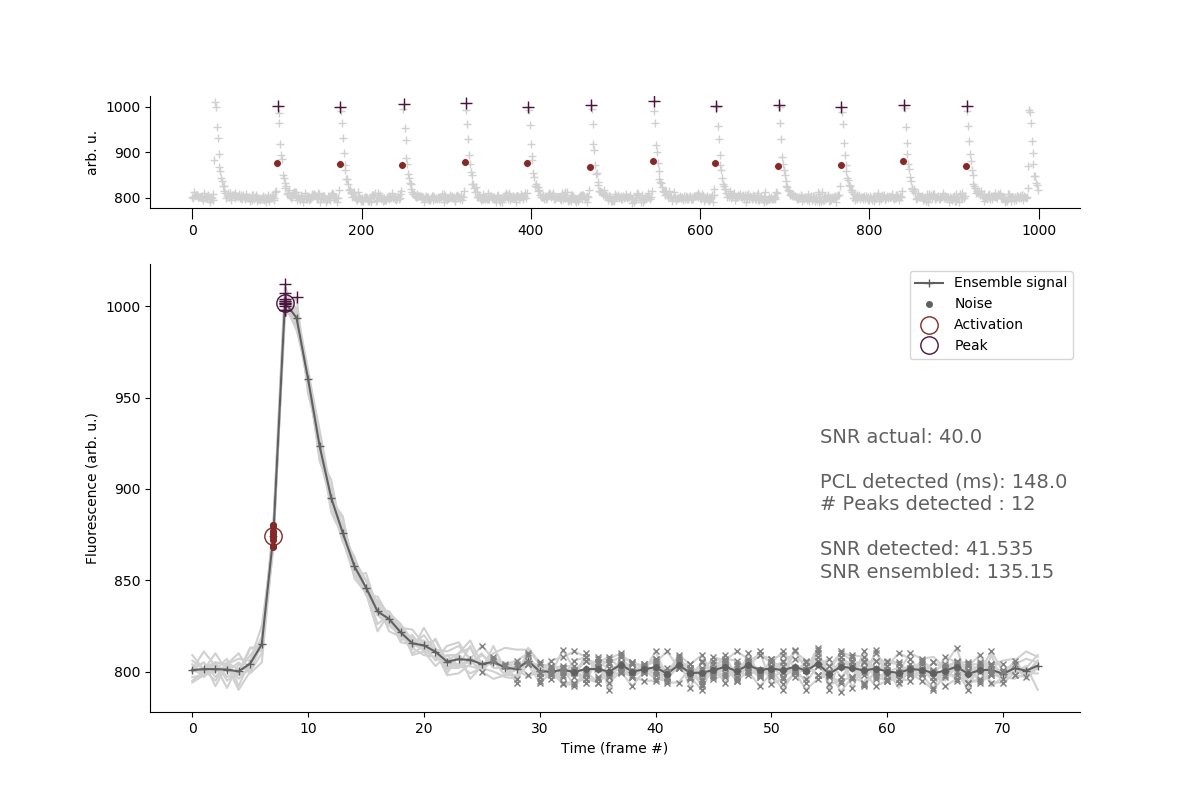 arb. u.
1000
900
800
0 200 400 600 800 1000
Fluorescence (arb. u.)
1000
950
900
850
800
0 10 20 30 40 50 60 70
Time (frame #)
Ensemble signal
Noise
Activation
Peak
SNR actual: 40.0
PCL detected (ms): 148.0
# Peaks detected : 12
SNR detected: 41.535
SNR ensembled: 135.15